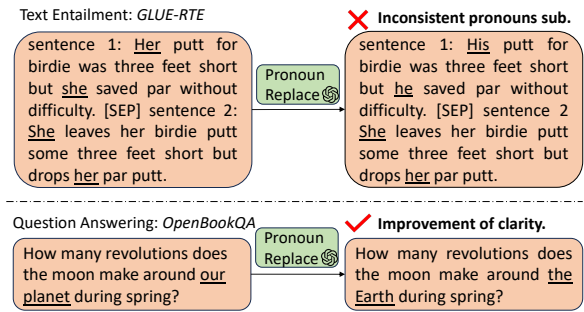 Text Entailment: GLUE-RTE
Inconsistent pronouns sub.
sentence 1: Her putt for
birdie was three feet short
but she saved par without
difficulty. [SEP] sentence 2:
She leaves her birdie putt
some three feet short but
drops her par putt.
Pronoun
Replace
sentence 1: His putt for
birdie was three feet short
but he saved par without
difficulty. [SEP] sentence 2
She leaves her birdie putt
some three feet short but
drops her par putt.
Question Answering: OpenBookQA
Improvement of clarity.
How many revolutions does
the moon make around our
planet during spring?
Pronoun
Replace
How many revolutions does
the moon make around the
Earth during spring?